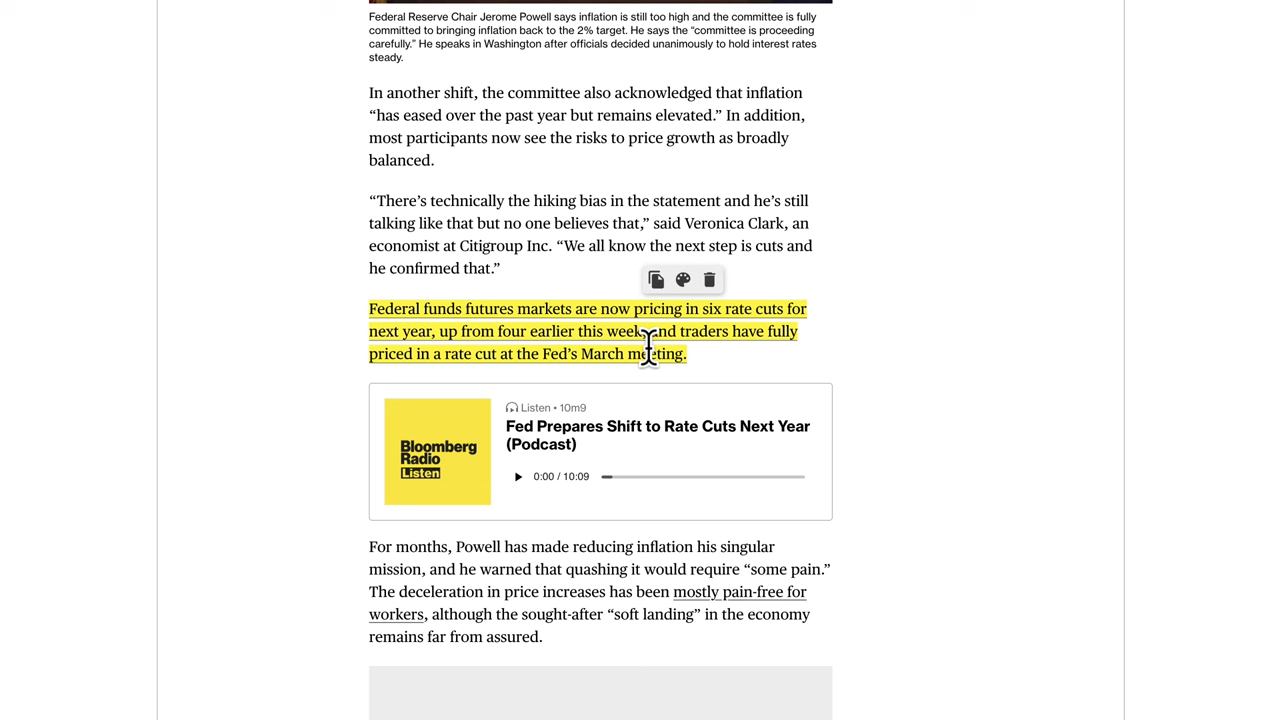 Federal Reserve Chair Jerome Powell says inflation is still too high and the committee is fully
committed to bringing inflation back to the 2% target. He says the “committee is proceeding
carefully.” He speaks in Washington after officials decided unanimously to hold interest rates
steady.
In another shift, the committee also acknowledged that inflation
“has eased over the past year but remains elevated.” In addition,
most participants now see the risks to price growth as broadly
balanced.
“There’s technically the hiking bias in the statement and he’s still
talking like that but no one believes that,” said Veronica Clark, an
economist at Citigroup Inc. “We all know the next step is cuts and
he confirmed that.”
Federal funds futures markets are now pricing in six rate cuts for
next year, up from four earlier this week and traders have fully
priced in a rate cut at the Fed’s March meeting.
Listen • 10m9
Fed Prepares Shift to Rate Cuts Next Year
(Podcast)
Bloomberg
Radio
Listen
0:00 / 10:09
For months, Powell has made reducing inflation his singular
mission, and he warned that quashing it would require “some pain.”
The deceleration in price increases has been mostly pain-free for
workers, although the sought-after “soft landing” in the economy
remains far from assured.